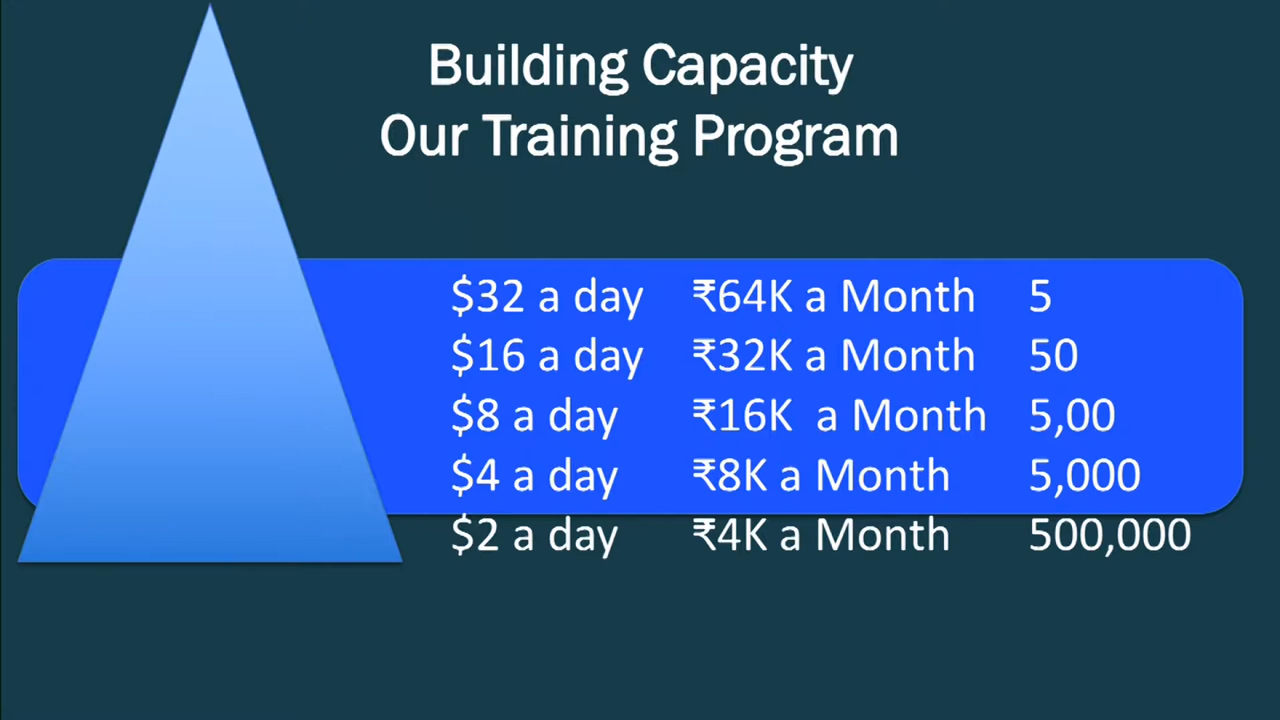 Building Capacity
Our Training Program
$32 a day ₹64K a Month 5
$16 a day ₹32K a Month 50
$8 a day ₹16K a Month 5,00
$4 a day ₹8K a Month 5,000
$2 a day ₹4K a Month 500,000